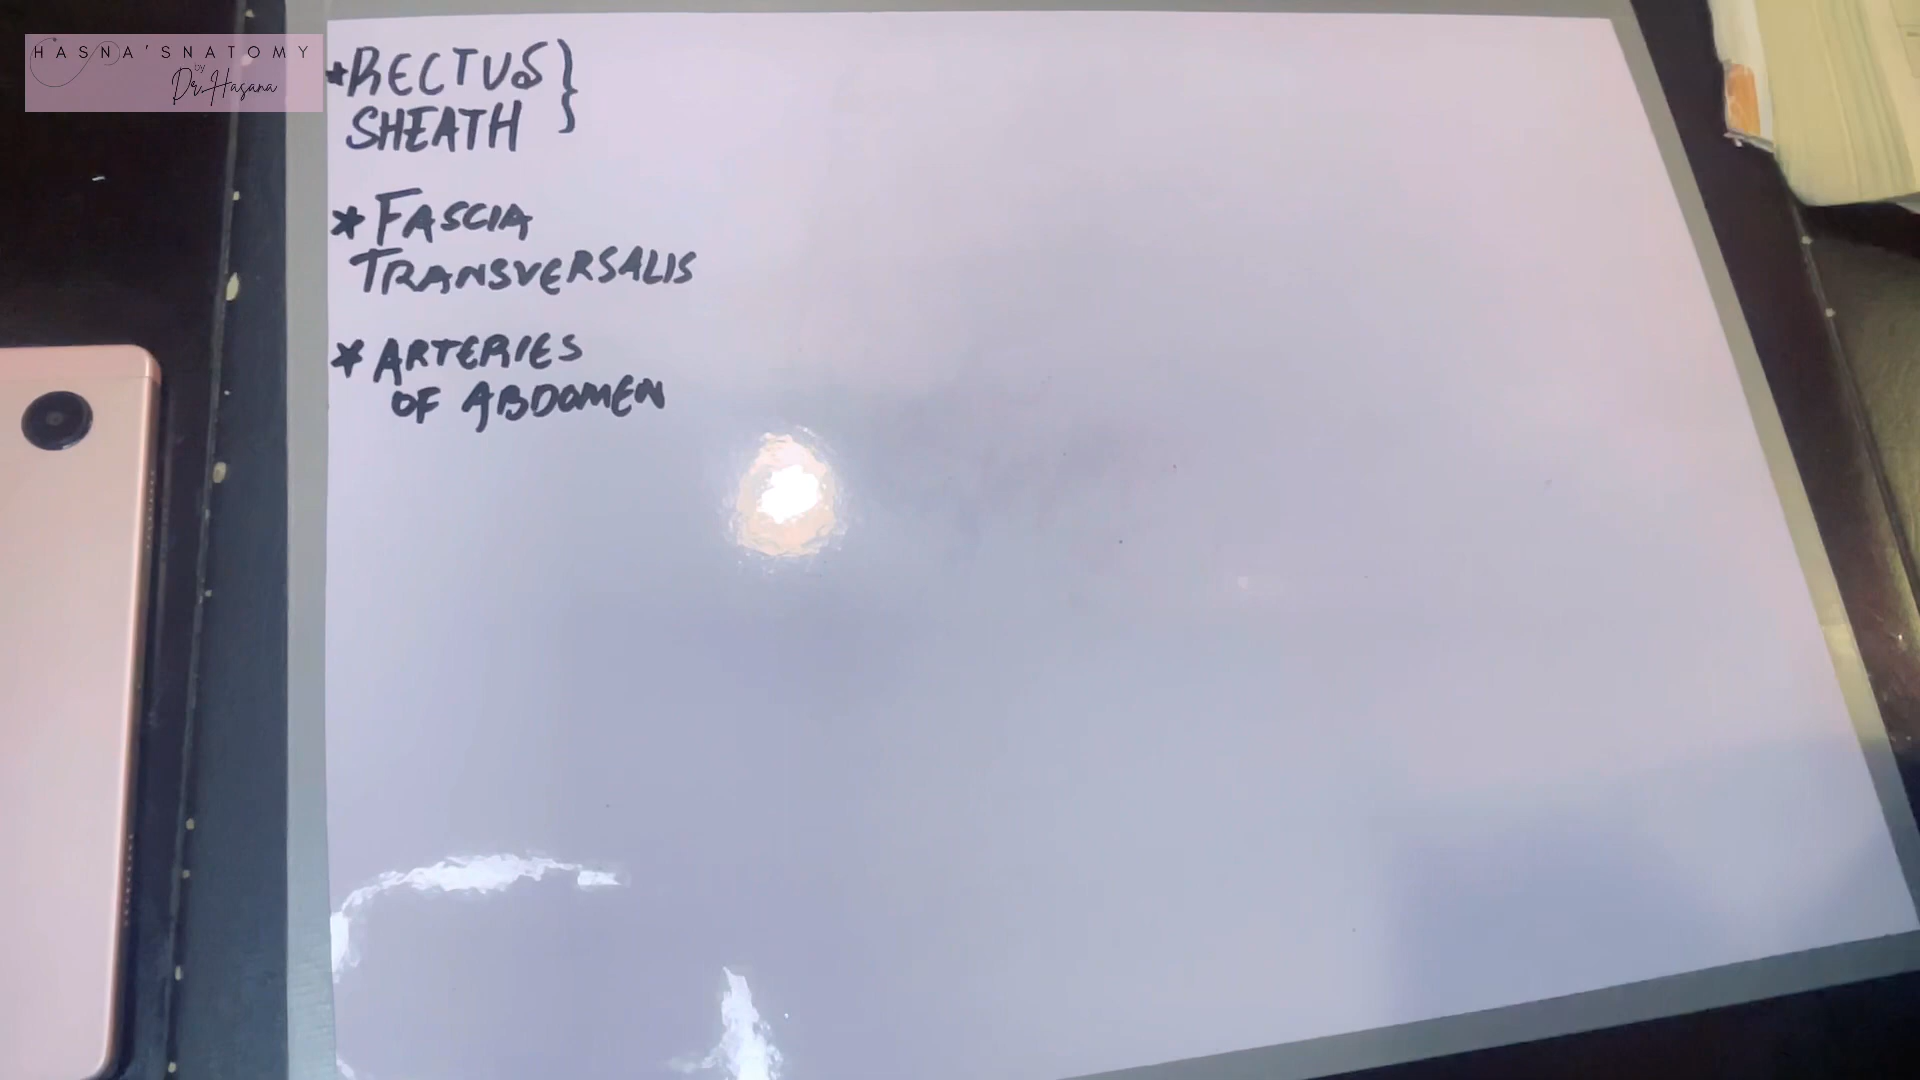 HASNA'SNATOMY
by
Dr.Hasana
*RECTUS }
SHEATH
* FASCIA
TRANSVERSALIS
* ARTERIES
OF ABDOMEN